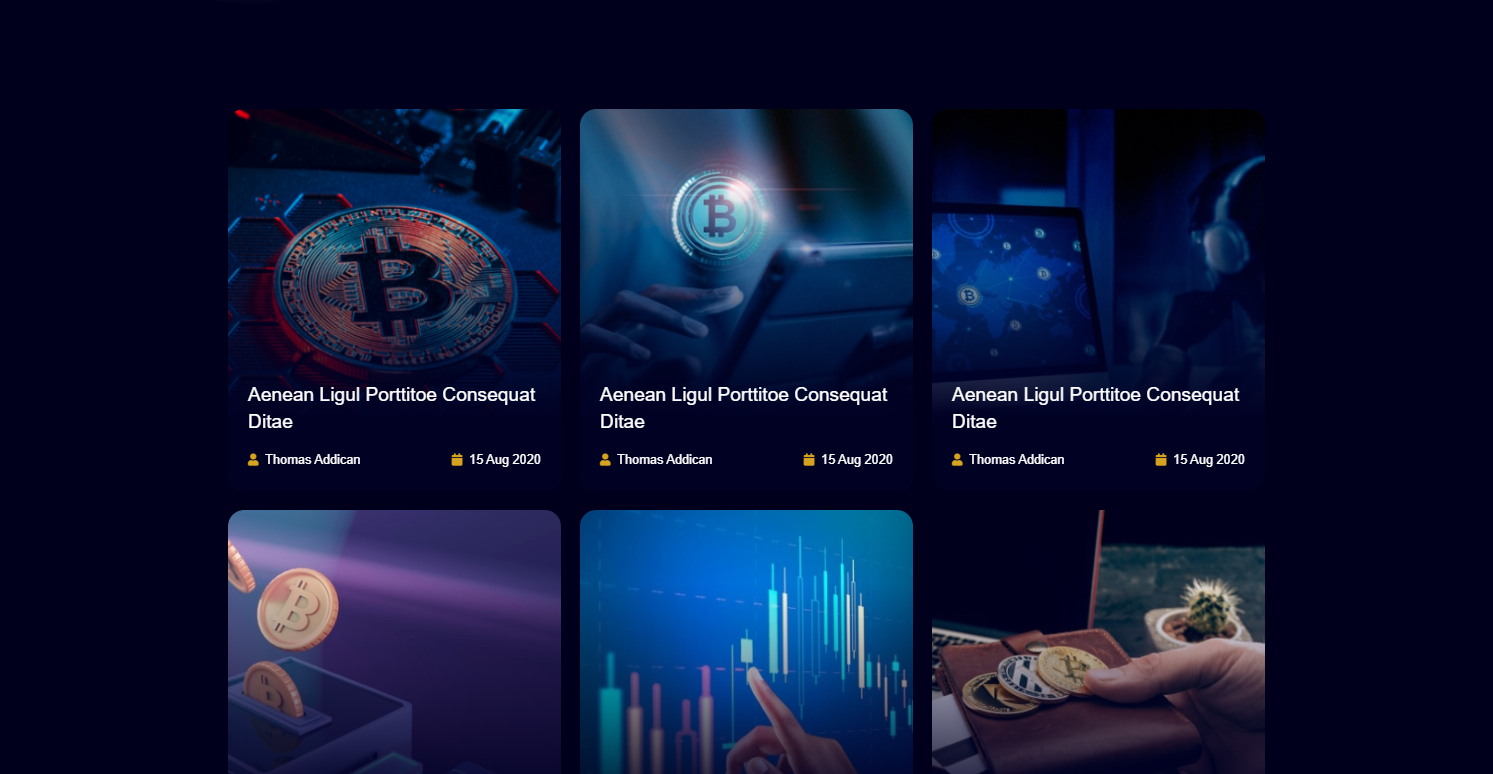 Aenean Ligul Porttitoe Consequat
Ditae
Thomas Addican
15 Aug 2020
Aenean Ligul Porttitoe Consequat
Ditae
Thomas Addican
15 Aug 2020
Aenean Ligul Porttitoe Consequat
Ditae
Thomas Addican
15 Aug 2020